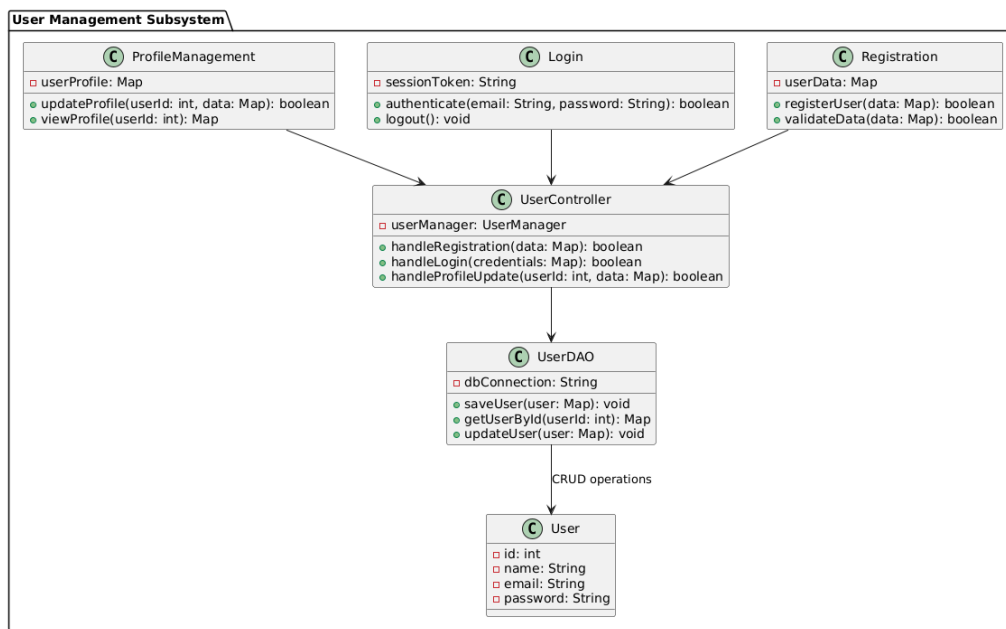 User Management Subsystem
C ProfileManagement
userProfile: Map
updateProfile(userId: int, data: Map): boolean
viewProfile(userId: int): Map
C Login
sessionToken: String
authenticate(email: String, password: String): boolean
logout(): void
C Registration
userData: Map
registerUser(data: Map): boolean
validateData(data: Map): boolean
C UserController
userManager: UserManager
handleRegistration(data: Map): boolean
handleLogin(credentials: Map): boolean
handleProfileUpdate(userId: int, data: Map): boolean
C UserDAO
dbConnection: String
saveUser(user: Map): void
getUserById(userId: int): Map
updateUser(user: Map): void
CRUD operations
C User
id: int
name: String
email: String
password: String